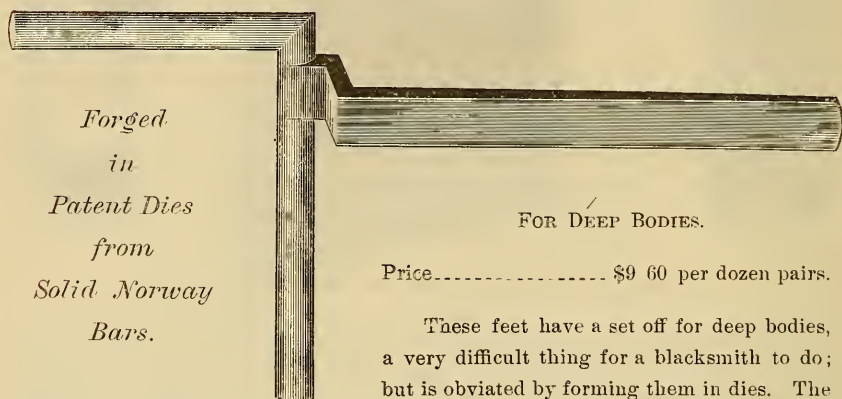 Forged
in
Patent Dies
from
Solid Norway
Bars.
FOR DEEP BODIES.
Price.................. $9 60 per dozen pairs.
These feet have a set off for deep bodies,
a very difficult thing for a blacksmith to do;
but is obviated by forming them in dies. The